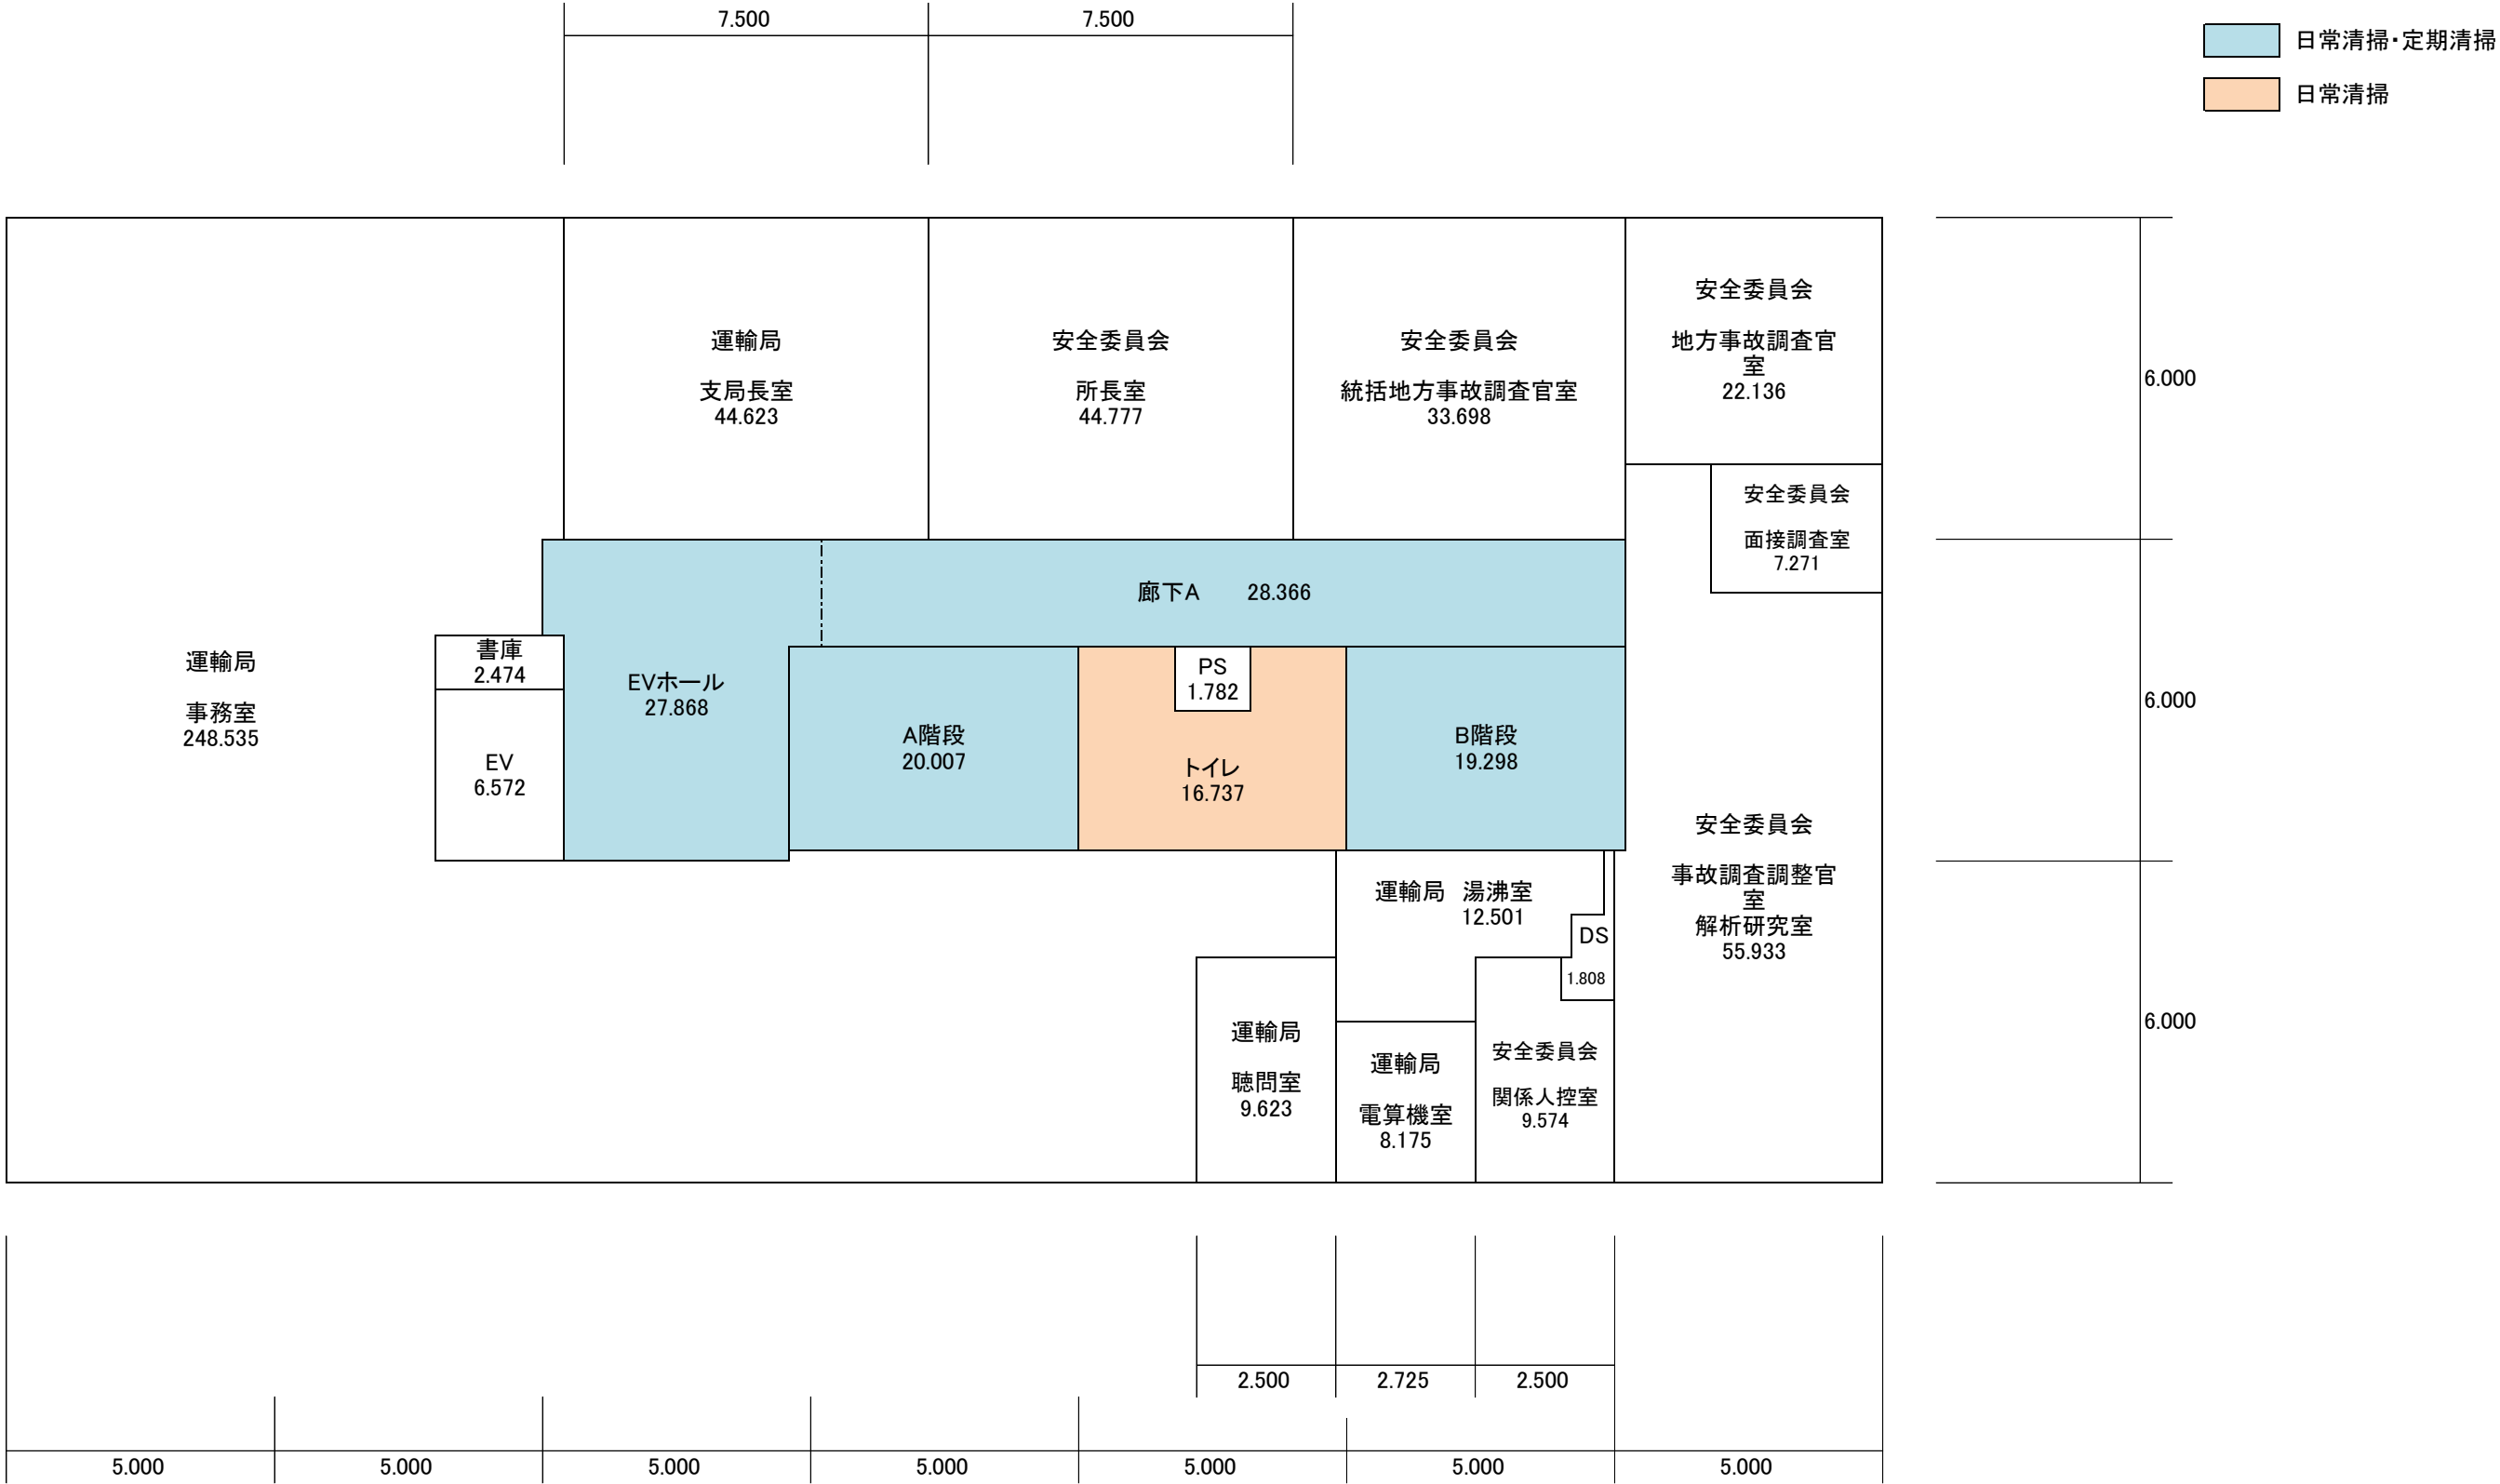 7.500
7.500
日常清掃・定期清掃
日常清掃
運輸局
支局長室
44.623
安全委員会
所長室
44.777
安全委員会
統括地方事故調査官室
33.698
安全委員会
地方事故調査官
室
22.136
6.000
安全委員会
面接調査室
7.271
廊下A 28.366
運輸局
事務室
248.535
書庫
2.474
EV
6.572
EVホール
27.868
A階段
20.007
PS
1.782
トイレ
16.737
B階段
19.298
6.000
安全委員会
事故調査調整官
室
解析研究室
55.933
運輸局 湯沸室
12.501
DS
1.808
運輸局
聴問室
9.623
運輸局
電算機室
8.175
安全委員会
関係人控室
9.574
6.000
2.500
2.725
2.500
5.000
5.000
5.000
5.000
5.000
5.000
5.000